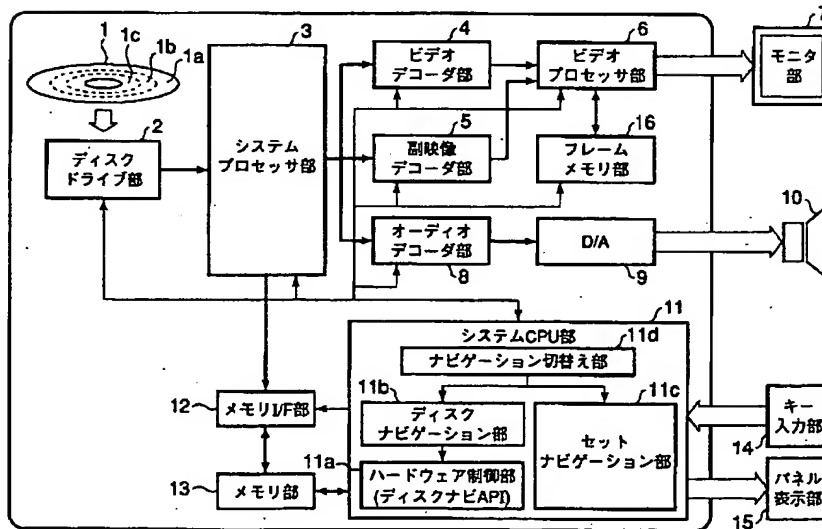 1
1c
1b
1a
2
ディスク
ドライブ部
3
システム
プロセッサ部
4
ビデオ
デコーダ部
5
副映像
デコーダ部
オーディオ
デコーダ部
8
6
ビデオ
プロセッサ部
16
フレーム
メモリ部
D/A
9
7
モニタ
部
10
11
システムCPU部
11d
ナビゲーション切替え部
11b
ディスク
ナビゲーション部
11c
セット
ナビゲーション部
11a
ハードウェア制御部
(ディスクナビAPI)
12
メモリI/F部
13
メモリ部
キー
入力部
14
パネル
表示部
15